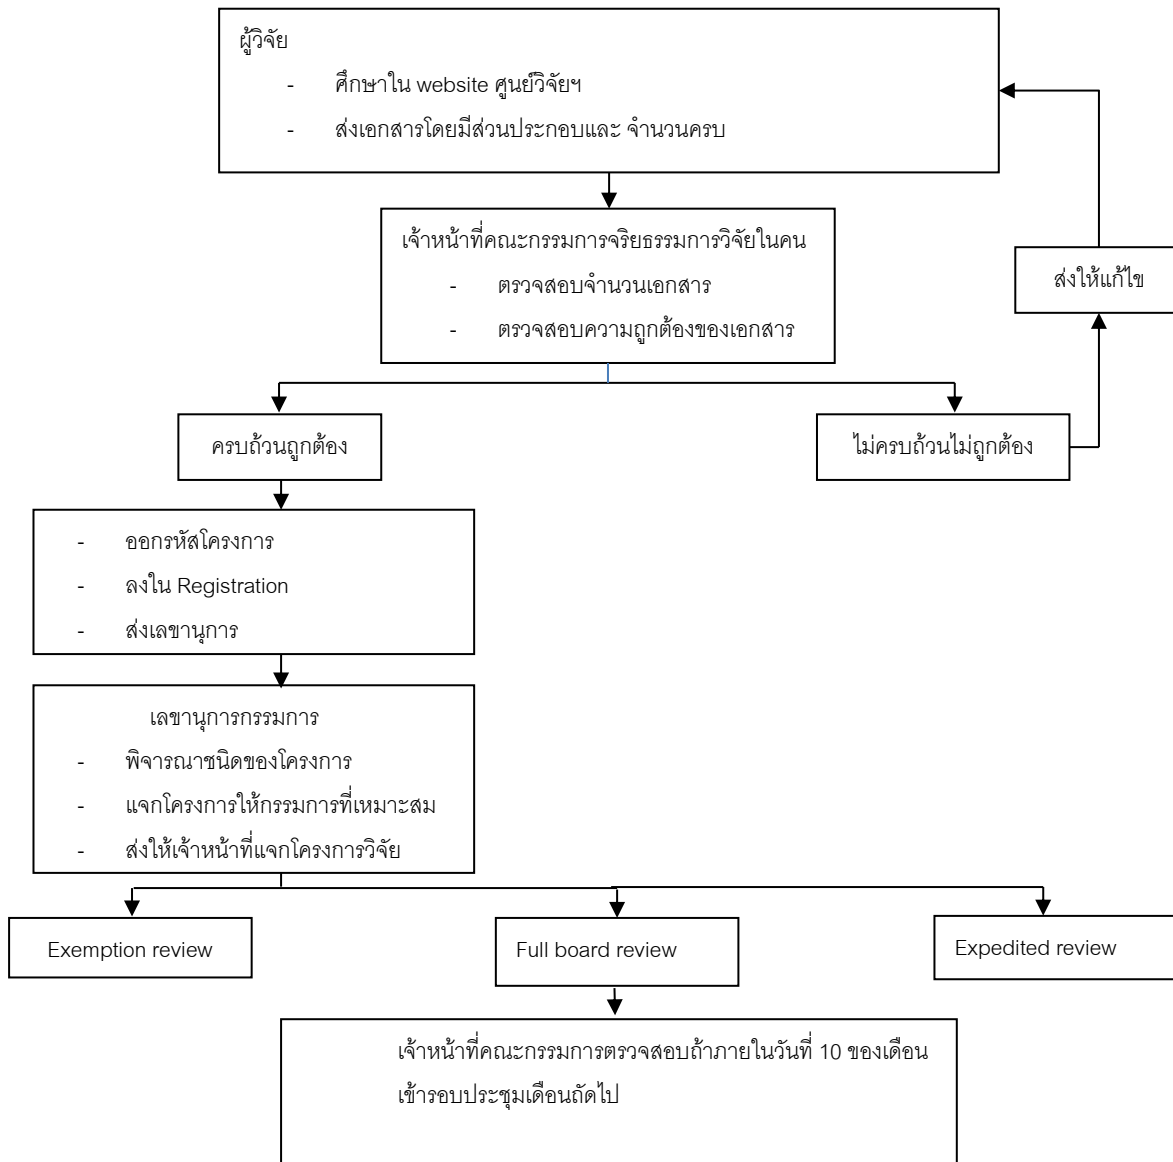 ผู้วิจัย
- ศึกษาใน website ศูนย์วิจัยฯ
- ส่งเอกสารโดยมีส่วนประกอบและ จำนวนครบ
เจ้าหน้าที่คณะกรรมการจริยธรรมการวิจัยในคน
- ตรวจสอบจำนวนเอกสาร
- ตรวจสอบความถูกต้องของเอกสาร
ส่งให้แก้ไข
ครบถ้วนถูกต้อง
ไม่ครบถ้วนไม่ถูกต้อง
- ออกรหัสโครงการ
- ลงใน Registration
- ส่งเลขานุการ
เลขานุการกรรมการ
- พิจารณาชนิดของโครงการ
- แจกโครงการให้กรรมการที่เหมาะสม
- ส่งให้เจ้าหน้าที่แจกโครงการวิจัย
Exemption review
Full board review
Expedited review
เจ้าหน้าที่คณะกรรมการตรวจสอบถ้าภายในวันที่ 10 ของเดือน
เข้ารอบประชุมเดือนถัดไป